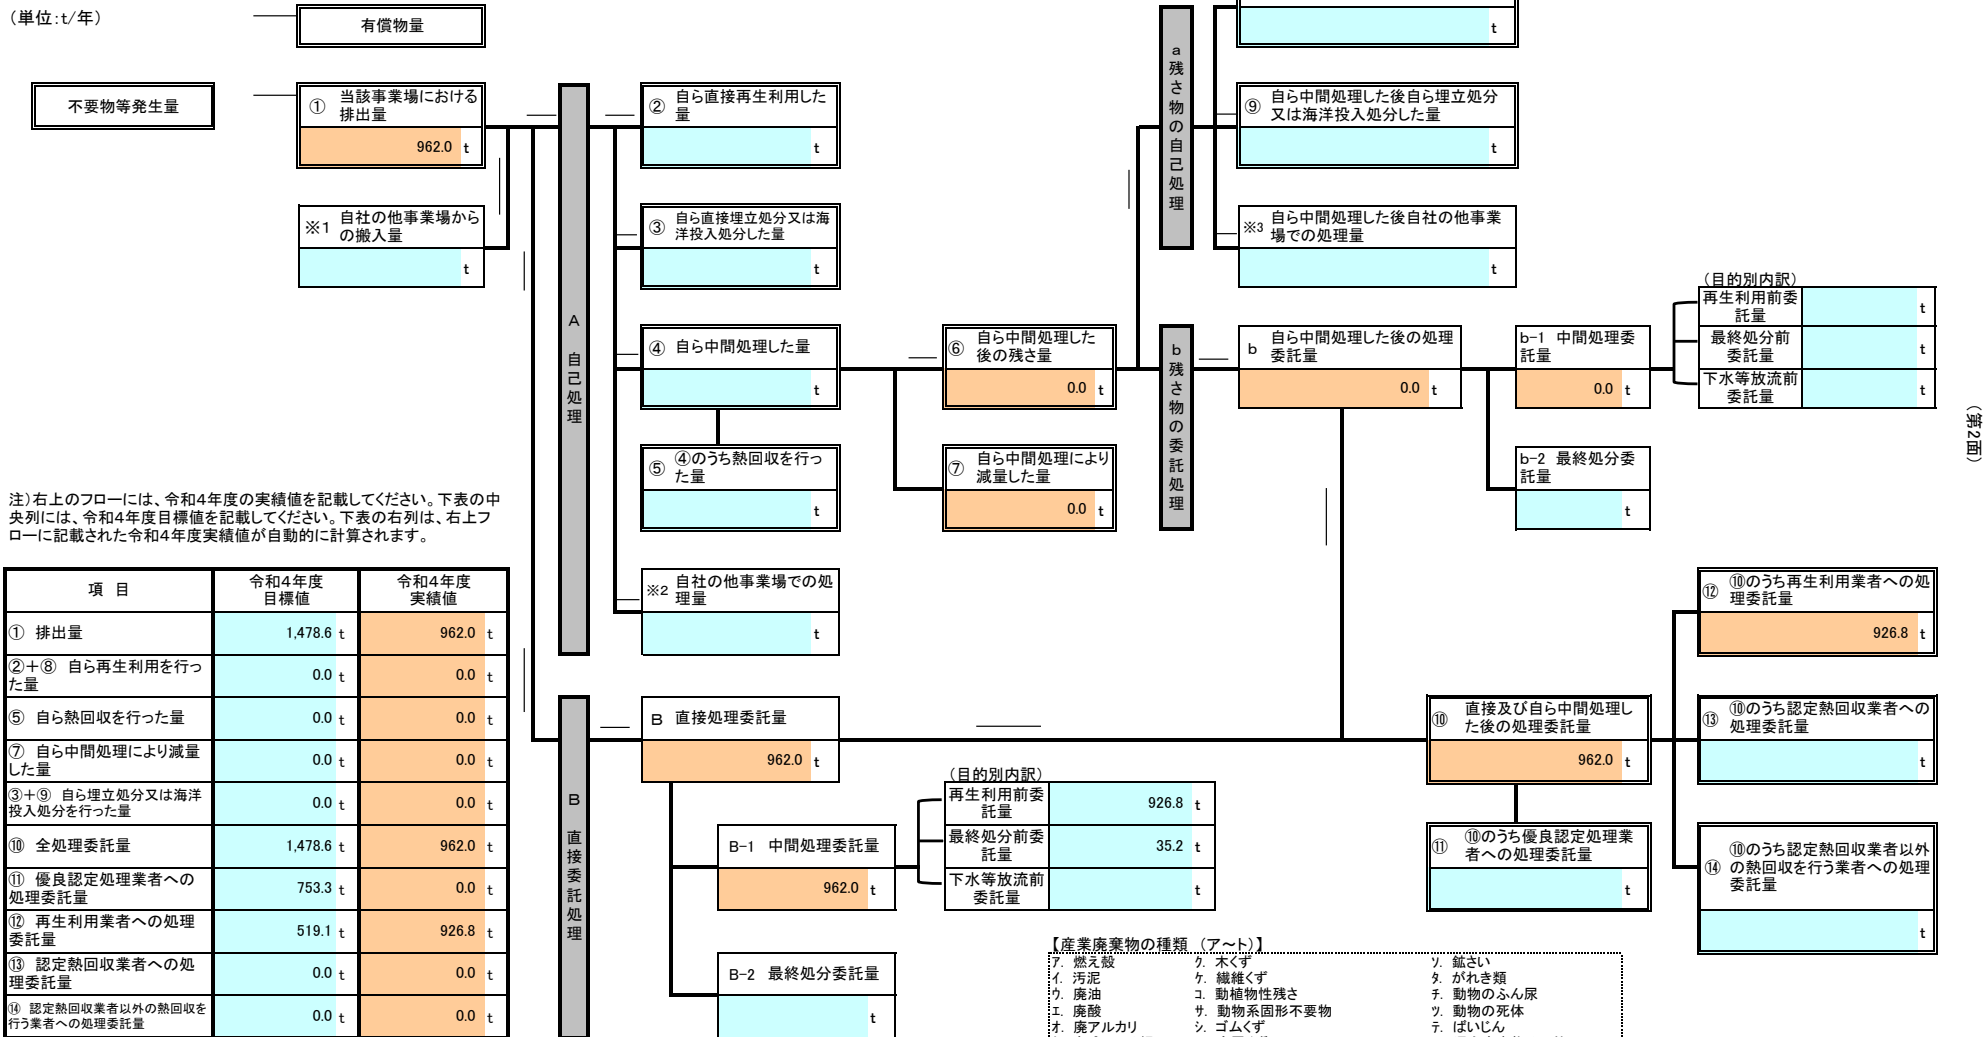 （単位：t/年）
有償物量
t
不要物等発生量
① 当該事業場における
排出量
962.0 t
※1 自社の他事業場から
の搬入量
t
A 自己処理
② 自ら直接再生利用した
量
t
③ 自ら直接埋立処分又は海
洋投入処分した量
t
④ 自ら中間処理した量
t
⑤ ④のうち熱回収を行っ
た量
t
※2 自社の他事業場での処
理量
t
⑥ 自ら中間処理した
後の残さ量
0.0 t
⑦ 自ら中間処理により
減量した量
0.0 t
a 残さ物の自己処理
⑨ 自ら中間処理した後自ら埋立処分
又は海洋投入処分した量
t
※3 自ら中間処理した後自社の他事業
場での処理量
t
b 残さ物の委託処理
b 自ら中間処理した後の処理
委託量
0.0 t
b-1 中間処理委
託量
0.0 t
b-2 最終処分委
託量
t
（目的別内訳）
再生利用前委
託量
t
最終処分前
委託量
t
下水等放流前
委託量
t
（第2面）
注）右上のフローには、令和４年度の実績値を記載してください。下表の中
央列には、令和４年度目標値を記載してください。下表の右列は、右上フ
ローに記載された令和４年度実績値が自動的に計算されます。
項 目 令和４年度 令和４年度
目標値 実績値
① 排出量 1,478.6 t 962.0 t
②＋⑧ 自ら再生利用を行っ
た量 0.0 t 0.0 t
⑤ 自ら熱回収を行った量 0.0 t 0.0 t
⑦ 自ら中間処理により減量
した量 0.0 t 0.0 t
③＋⑨ 自ら埋立処分又は海洋
投入処分を行った量 0.0 t 0.0 t
⑩ 全処理委託量 1,478.6 t 962.0 t
⑪ 優良認定処理業者への
処理委託量 753.3 t 0.0 t
⑫ 再生利用業者への処理
委託量 519.1 t 926.8 t
⑬ 認定熱回収業者への処
理委託量 0.0 t 0.0 t
⑭ 認定熱回収業者以外の熱回収を
行う業者への処理委託量 0.0 t 0.0 t
B 直接委託処理
B 直接処理委託量
962.0 t
B-1 中間処理委託量
962.0 t
B-2 最終処分委託量
t
（目的別内訳）
再生利用前委
託量
926.8 t
最終処分前委
託量
35.2 t
下水等放流前
委託量
t
⑩ 直接及び自ら中間処理し
た後の処理委託量
962.0 t
⑪ ⑩のうち優良認定処理業
者への処理委託量
t
⑫ ⑩のうち再生利用業者への処
理委託量
926.8 t
⑬ ⑩のうち認定熱回収業者への
処理委託量
t
⑭ ⑩のうち認定熱回収業者以外
の熱回収を行う業者への処理
委託量
t
【産業廃棄物の種類 （ア～ト）】
ア. 燃え殻 ク. 木くず ソ. 鉱さい
イ. 汚泥 ケ. 繊維くず タ. がれき類
ウ. 廃油 コ. 動植物性残さ チ. 動物のふん尿
エ. 廃酸 サ. 動物系固形不要物 ツ. 動物の死体
オ. 廃アルカリ シ. ゴムくず テ. ばいじん